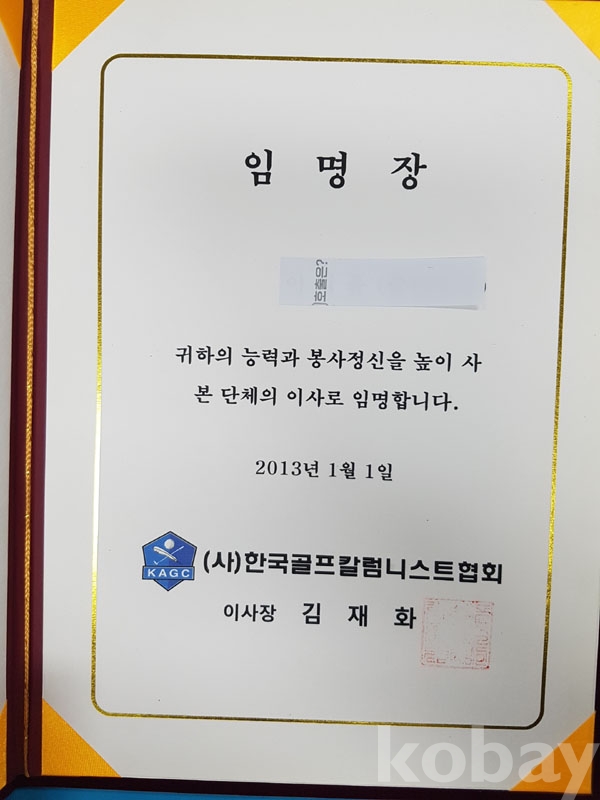 임 명 장
귀하의 능력과 봉사정신을 높이 사
본 단체의 이사로 임명합니다.
2013년 1월 1일
KAGC
(사)한국골프칼럼니스트협회
이사장 김 재 화
kobay